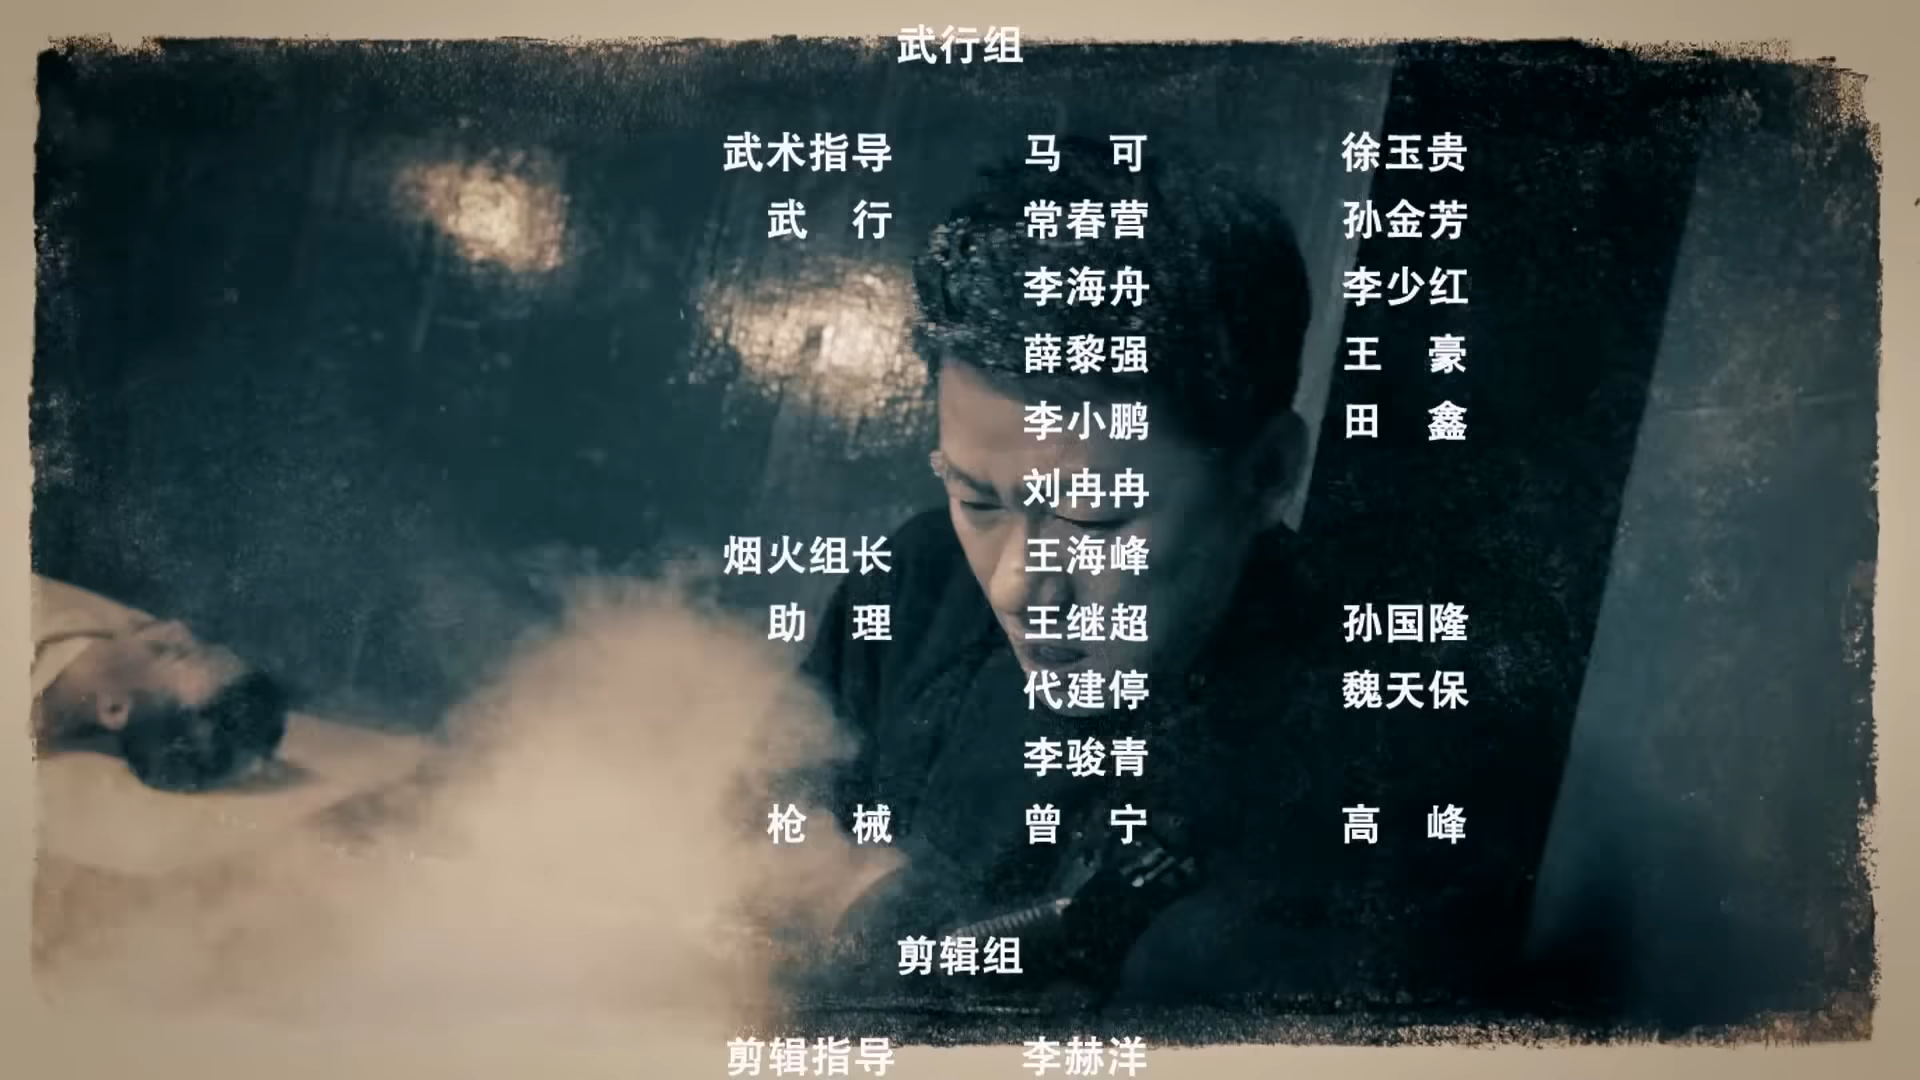 武行组
武术指导 马 可 徐玉贵
武 行 常春营 孙金芳
李海舟 李少红
薛黎强 王 豪
李小鹏 田 鑫
刘冉冉
烟火组长 王海峰
助 理 王继超 孙国隆
代建停 魏天保
李骏青
枪 械 曾 宁 高 峰
剪辑组
剪辑指导 李赫洋